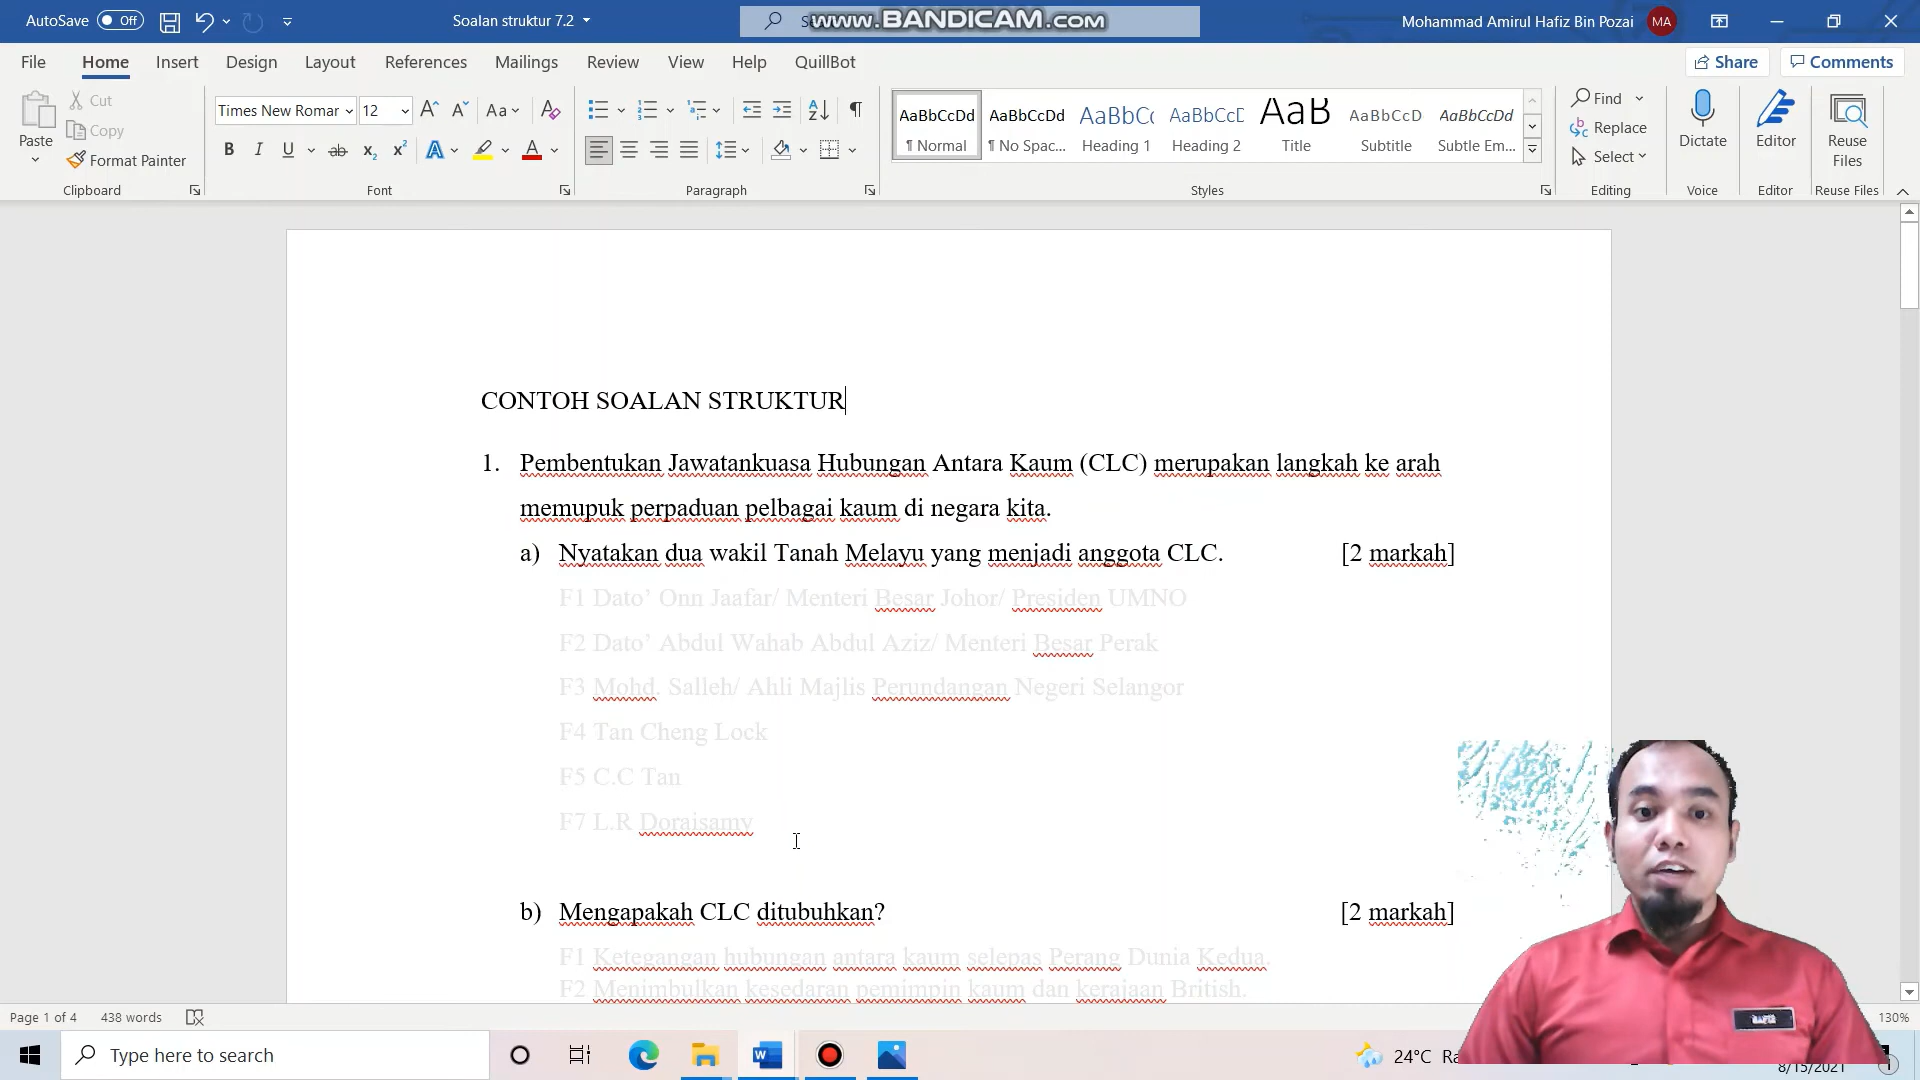 AutoSave Off Soalan struktur 7.2 WWW.BANDICAM.COM Mohammad Amirul Hafiz Bin Pozai MA
File Home Insert Design Layout References Mailings Review View Help QuillBot Share Comments
Paste Cut Copy Format Painter Clipboard
Times New Romar 12 Aa Font
B I U ab x₂ x² A A
Paragraph
AaBbCcDd AaBbCcDd AaBbCc AaBbCcD AaB AaBbCcD AaBbCcDd
¶ Normal ¶ No Spac... Heading 1 Heading 2 Title Subtitle Subtle Em...
Styles
Find Replace Select Editing
Dictate Voice
Editor Editor
Reuse Files Reuse Files
CONTOH SOALAN STRUKTUR
1. Pembentukan Jawatankuasa Hubungan Antara Kaum (CLC) merupakan langkah ke arah
memupuk perpaduan pelbagai kaum di negara kita.
a) Nyatakan dua wakil Tanah Melayu yang menjadi anggota CLC. [2 markah]
F1 Dato’ Onn Jaafar/ Menteri Besar Johor/ Presiden UMNO
F2 Dato’ Abdul Wahab Abdul Aziz/ Menteri Besar Perak
F3 Mohd. Salleh/ Ahli Majlis Perundangan Negeri Selangor
F4 Tan Cheng Lock
F5 C.C Tan
F7 L.R Doraisamy
b) Mengapakah CLC ditubuhkan? [2 markah]
F1 Ketegangan hubungan antara kaum selepas Perang Dunia Kedua.
F2 Menimbulkan kesedaran pemimpin kaum dan kerajaan British.
HAFIZ
Page 1 of 4 438 words 130%
Type here to search 24°C 8/15/2021 1